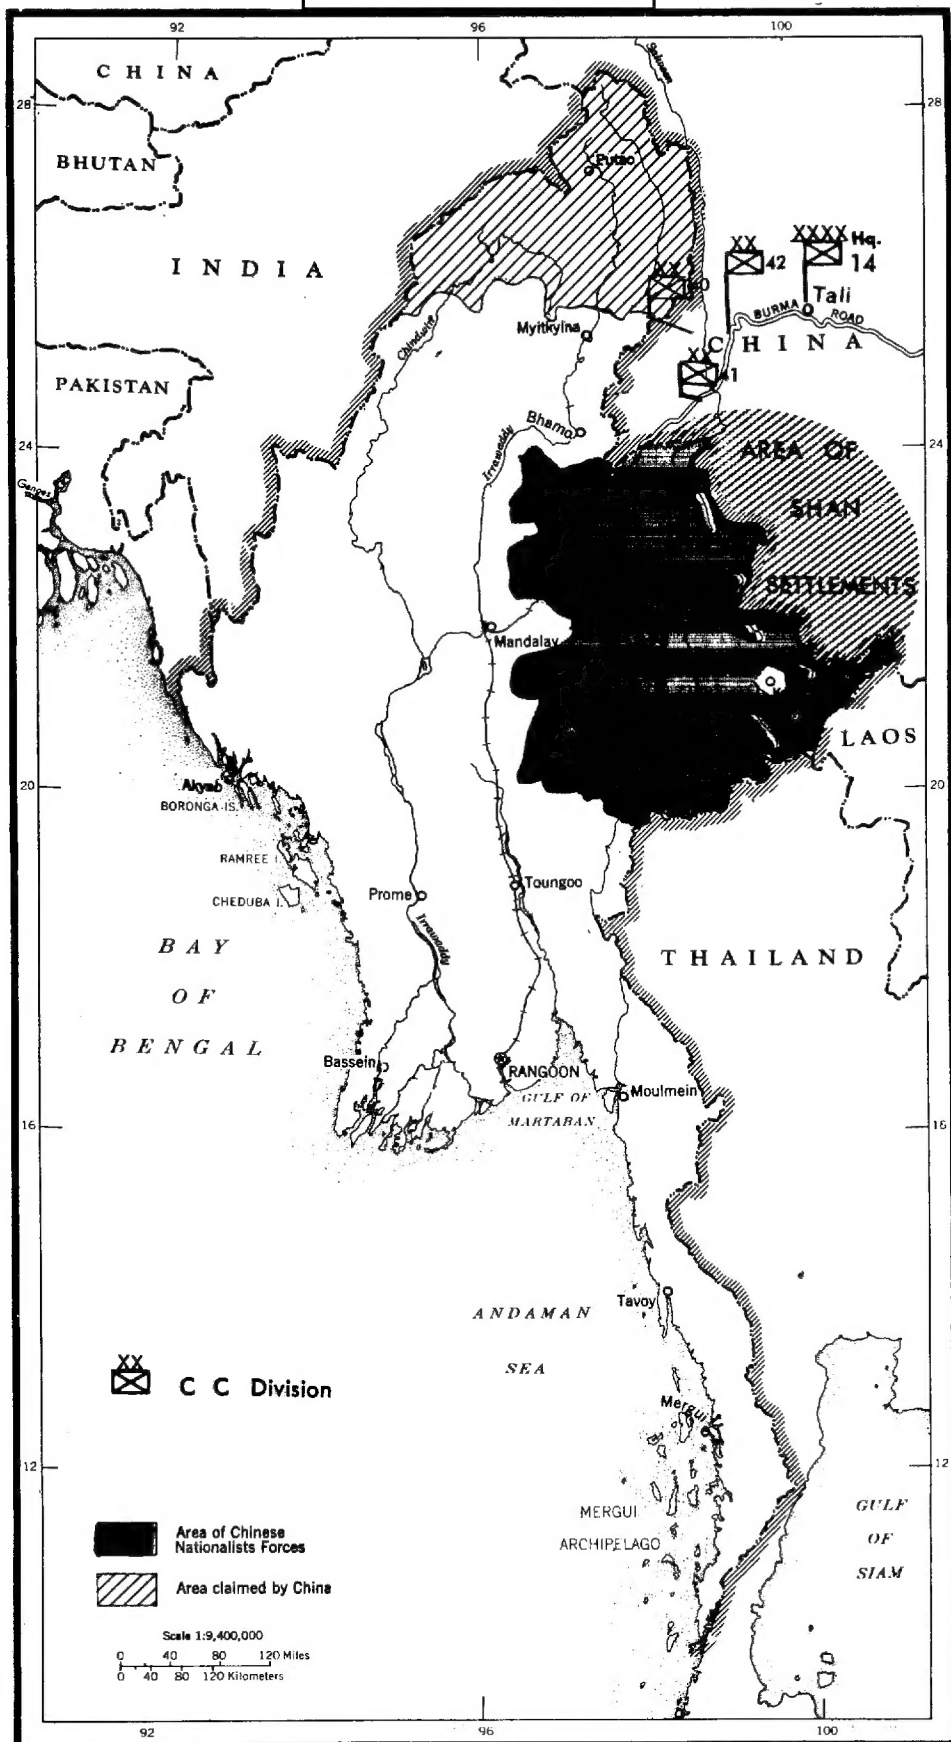 92
96
100
28
28
CHINA
Salween
BHUTAN
Putao
INDIA
XX
42
XXXX
Hq.
14
Tali
BURMA ROAD
XX
40
Chindwin
Myitkyina
CHINA
XX
41
PAKISTAN
Bhamo
24
24
Irrawaddy
AREA OF
SHAN
SETTLEMENTS
Ganges
Mandalay
K
LAOS
20
20
Akyab
BORONGA IS.
RAMREE I.
CHEDUBA I.
Prome
Toungoo
Irrawaddy
THAILAND
BAY
OF
BENGAL
Bassein
RANGOON
GULF OF
MARTABAN
Moulmein
16
16
Tavoy
ANDAMAN
SEA
XX
C C Division
Mergui
12
12
MERGUI
ARCHIPELAGO
GULF
OF
SIAM
Area of Chinese
Nationalists Forces
Area claimed by China
Scale 1:9,400,000
0 40 80 120 Miles
0 40 80 120 Kilometers
92
96
100